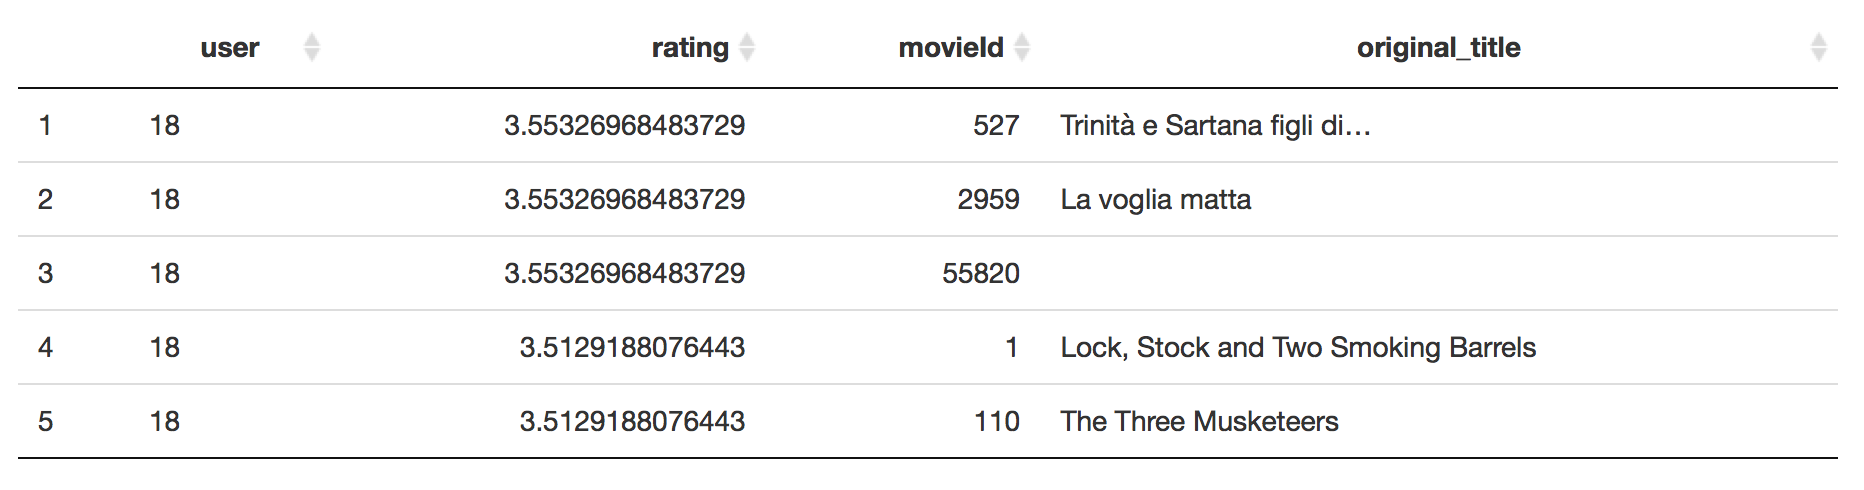 user rating movieId original_title
1 18 3.55326968483729 527 Trinità e Sartana figli di…
2 18 3.55326968483729 2959 La voglia matta
3 18 3.55326968483729 55820
4 18 3.5129188076443 1 Lock, Stock and Two Smoking Barrels
5 18 3.5129188076443 110 The Three Musketeers